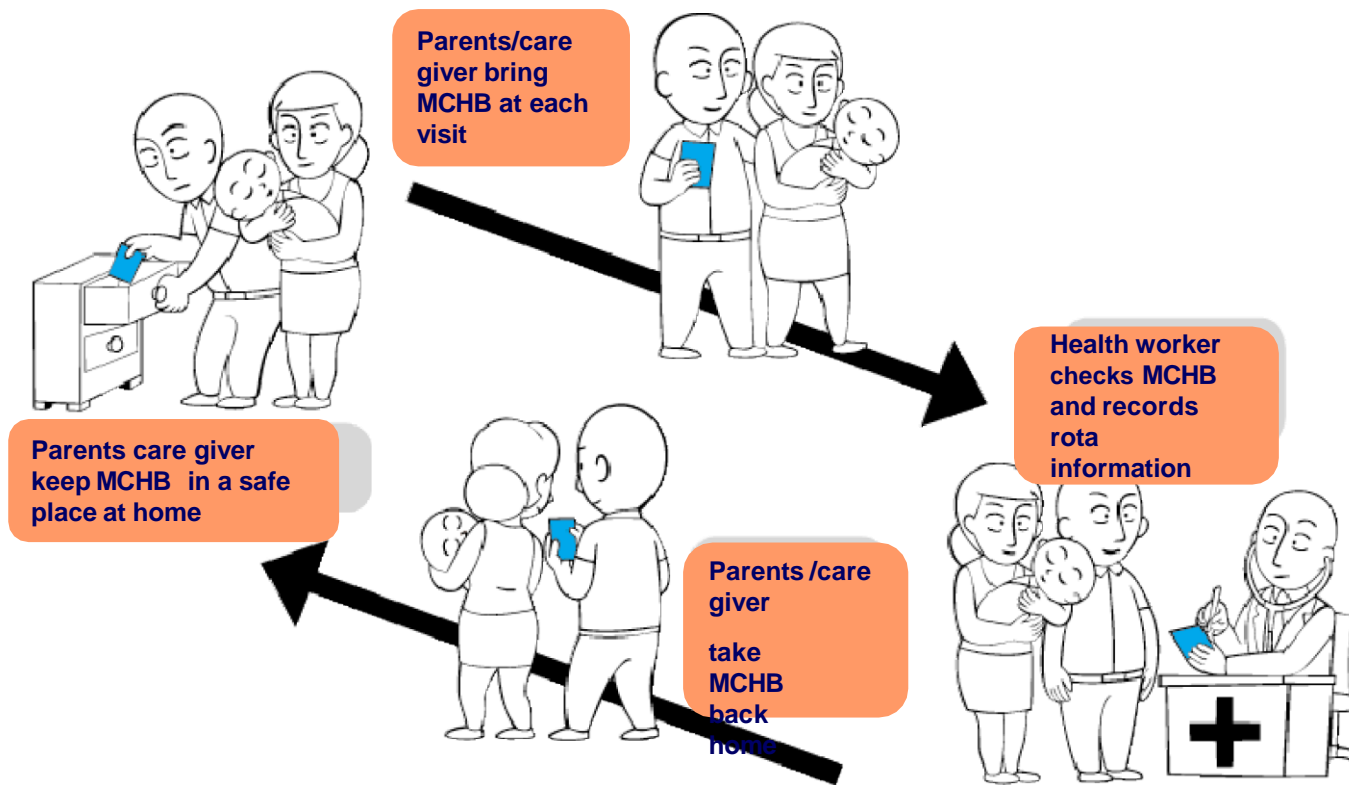 Parents/care
giver bring
MCHB at each
visit
Health worker
checks MCHB
and records
rota
information
Parents care giver
keep MCHB in a safe
place at home
Parents /care
giver
take
MCHB
back
home